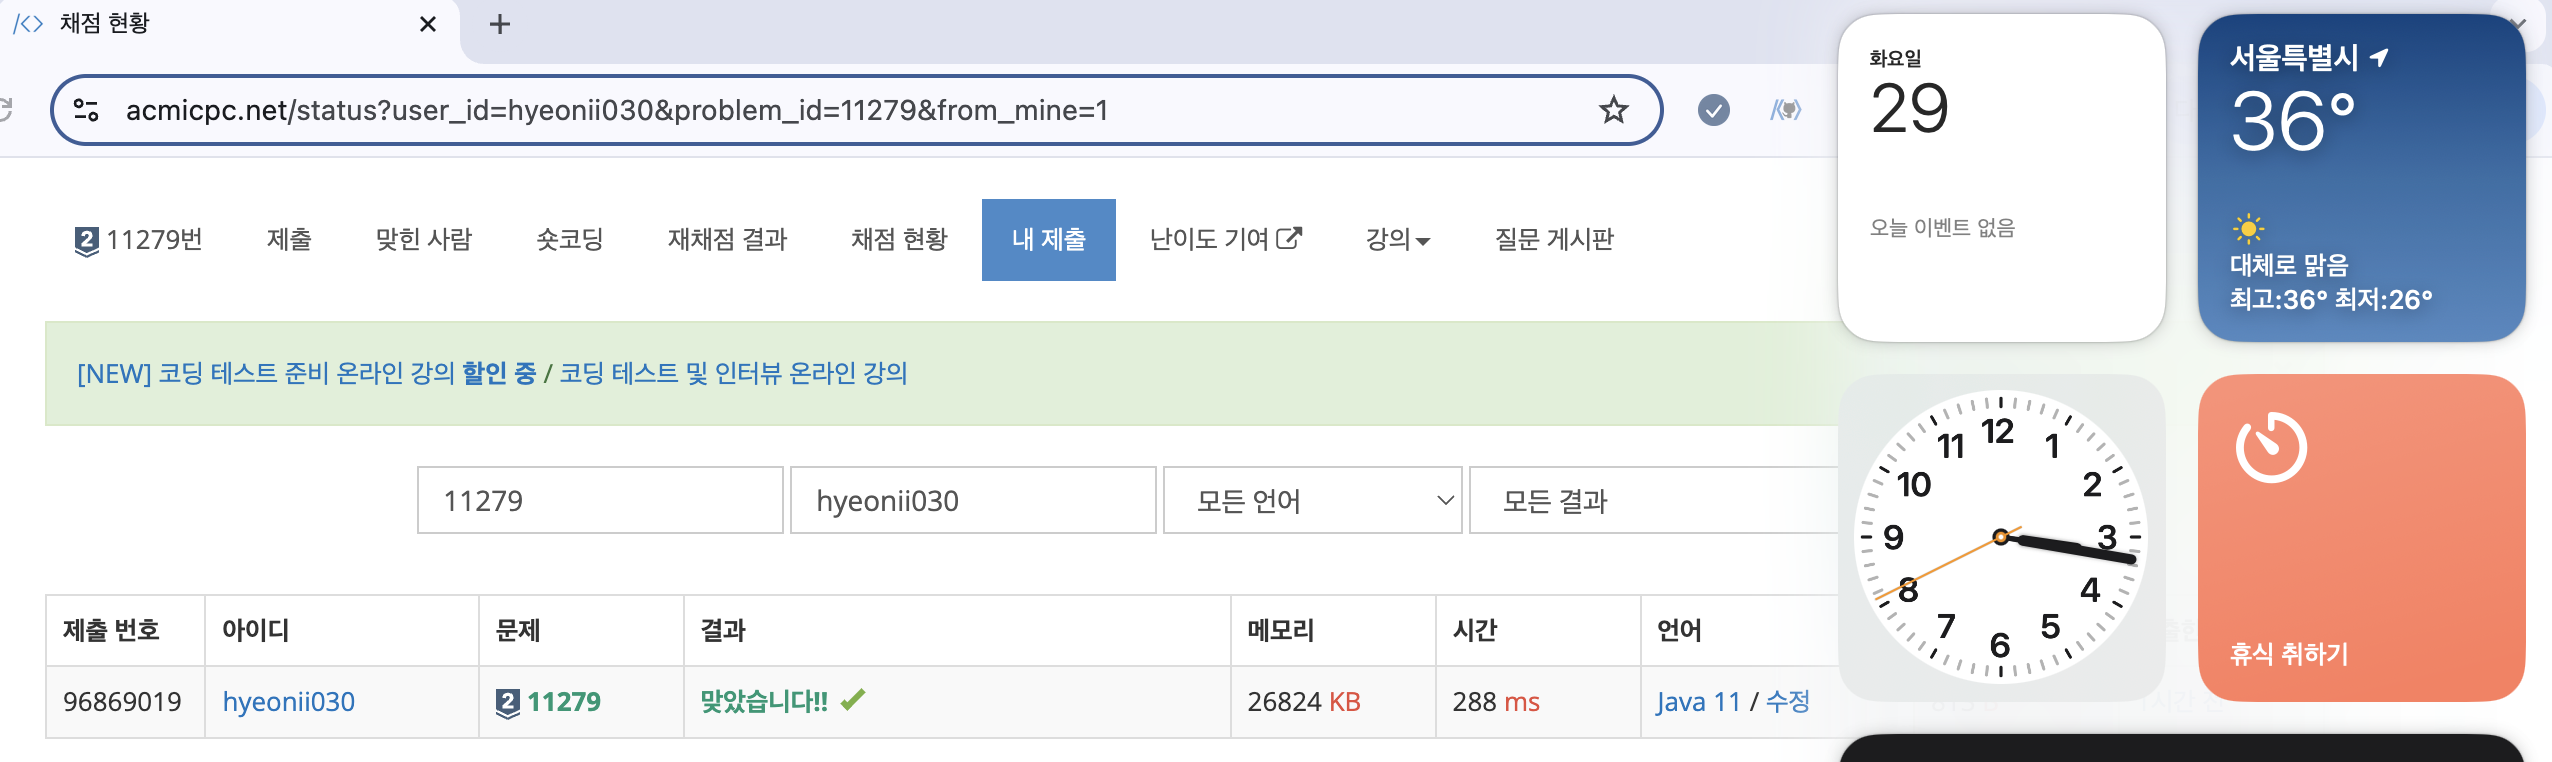 채점 현황
acmicpc.net/status?user_id=hyeonii030&problem_id=11279&from_mine=1
2 11279번 제출 맞힌 사람 숏코딩 재채점 결과 채점 현황 내 제출 난이도 기여 강의 질문 게시판
[NEW] 코딩 테스트 준비 온라인 강의 할인 중 / 코딩 테스트 및 인터뷰 온라인 강의
11279 hyeonii030 모든 언어 모든 결과
제출 번호 아이디 문제 결과 메모리 시간 언어
96869019 hyeonii030 2 11279 맞았습니다!! 26824 KB 288 ms Java 11 / 수정
화요일
29
오늘 이벤트 없음
서울특별시
36°
대체로 맑음
최고:36° 최저:26°
12
11 1
10 2
9 3
8 4
7 5
6
휴식 취하기